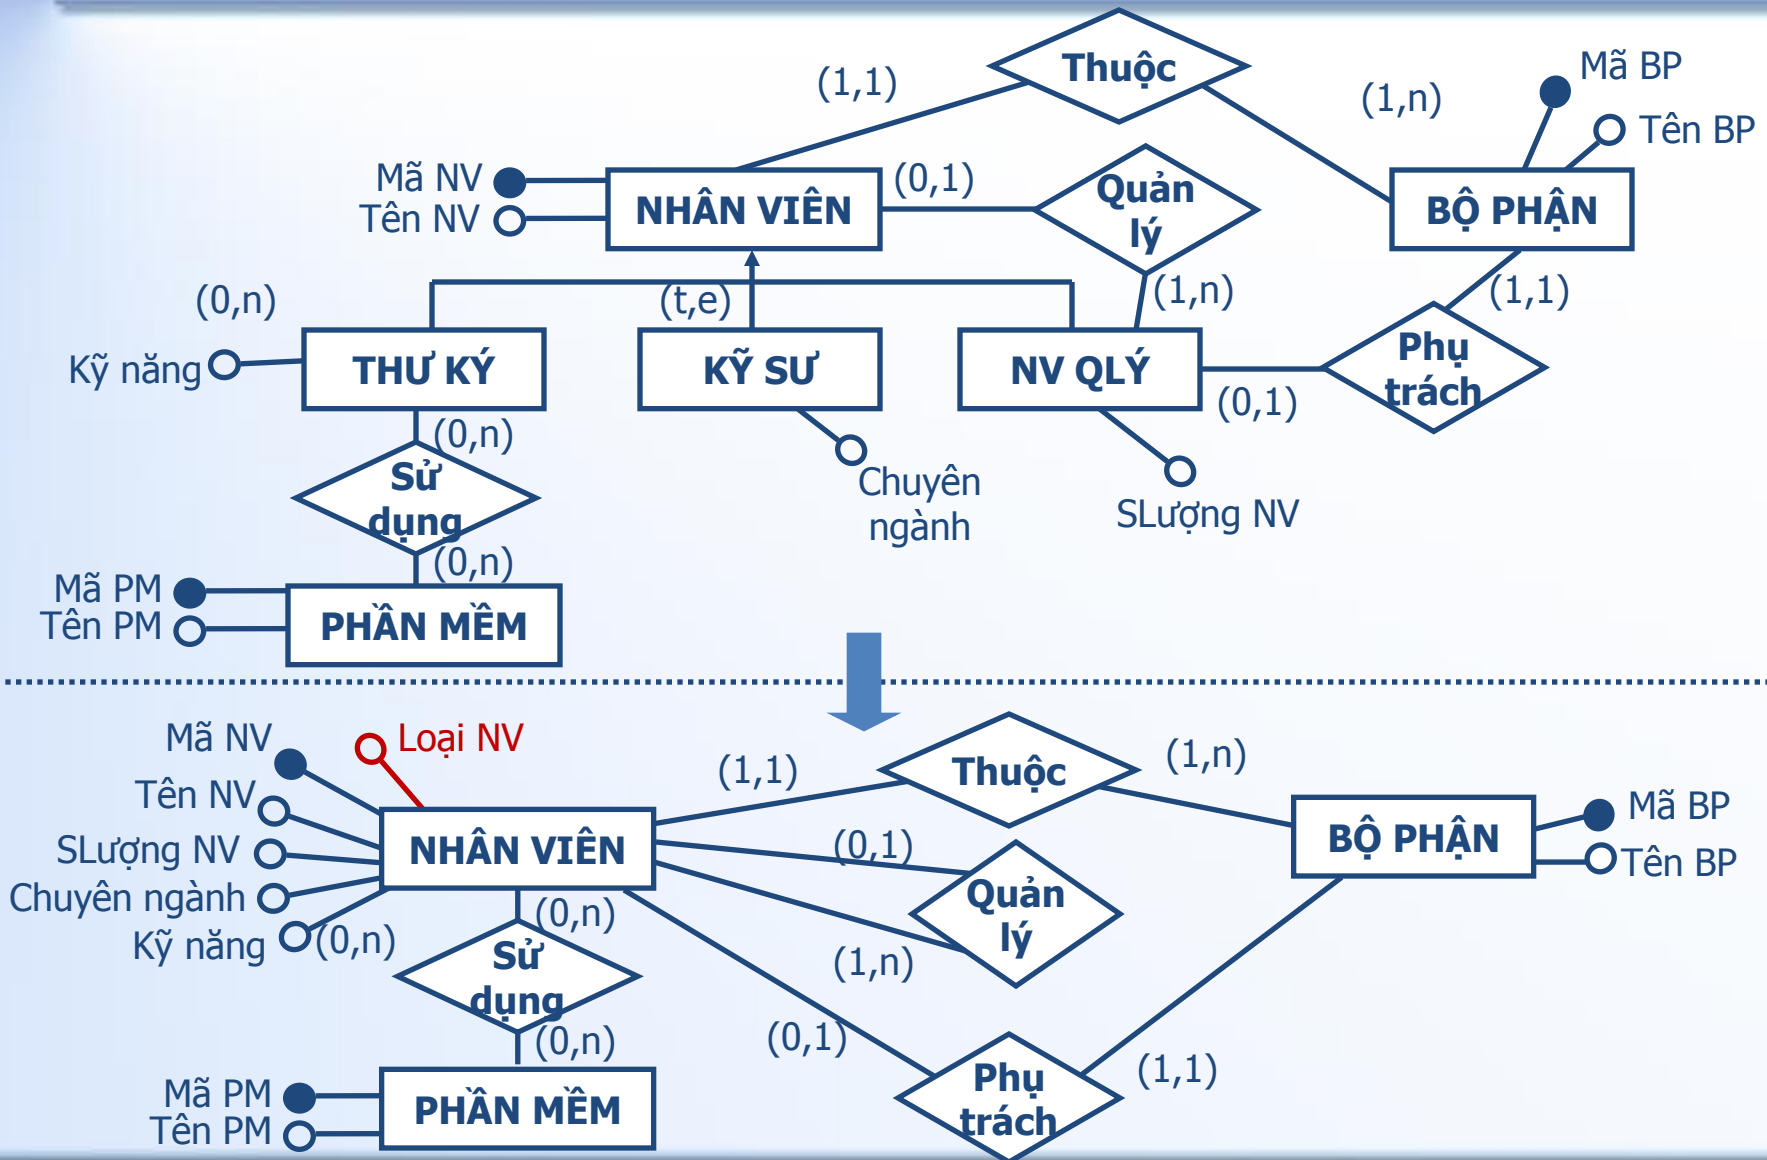 Thuộc
(1,1)
(1,n)
Mã BP
Tên BP
Mã NV
Tên NV
NHÂN VIÊN
(0,1)
Quản
lý
BỘ PHẬN
(0,n)
(t,e)
(1,n)
(1,1)
Kỹ năng
THƯ KÝ
KỸ SƯ
NV QLÝ
Phụ
trách
(0,1)
(0,n)
Sử
dụng
Chuyên
ngành
SLượng NV
(0,n)
Mã PM
Tên PM
PHẦN MỀM
Mã NV
Loại NV
Tên NV
(1,1)
Thuộc
(1,n)
SLượng NV
NHÂN VIÊN
(0,1)
BỘ PHẬN
Mã BP
Tên BP
Chuyên ngành
Kỹ năng
(0,n)
(0,n)
Quản
lý
(1,n)
Sử
dụng
(0,n)
(0,1)
(1,1)
Mã PM
Tên PM
PHẦN MỀM
Phụ
trách